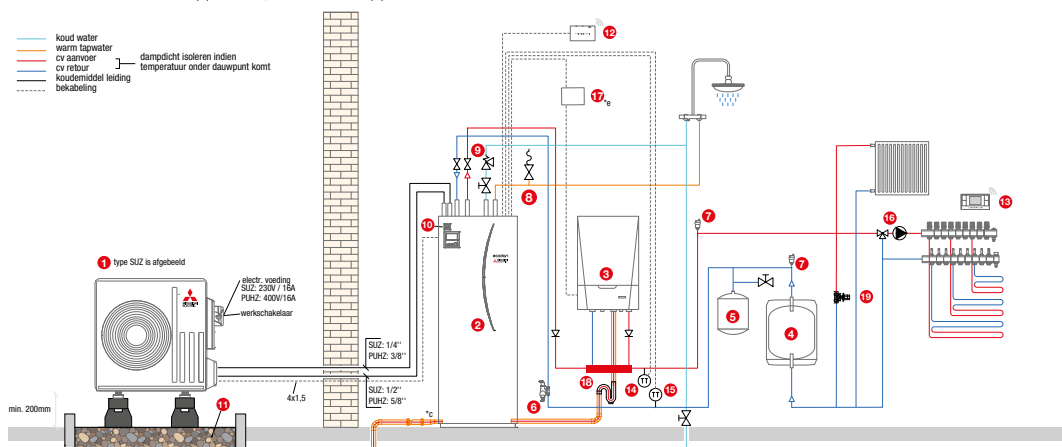 koud water
warm tapwater
cv aanvoer
cv retour
dampdicht isoleren indien
temperatuur onder dauwpunt komt
koudemiddel leiding
bekabeling
12
17
*e
9
8
10
7
13
16
1 type SUZ is afgebeeld
electr. voeding
SUZ: 230V / 16A
PUHZ: 400V/16A
werkschakelaar
ecodan
3
7
2
5
4
19
SUZ: 1/4''
PUHZ: 3/8''
18
14
15
SUZ: 1/2''
PUHZ: 5/8''
4x1,5
6
min. 200mm
11
*c